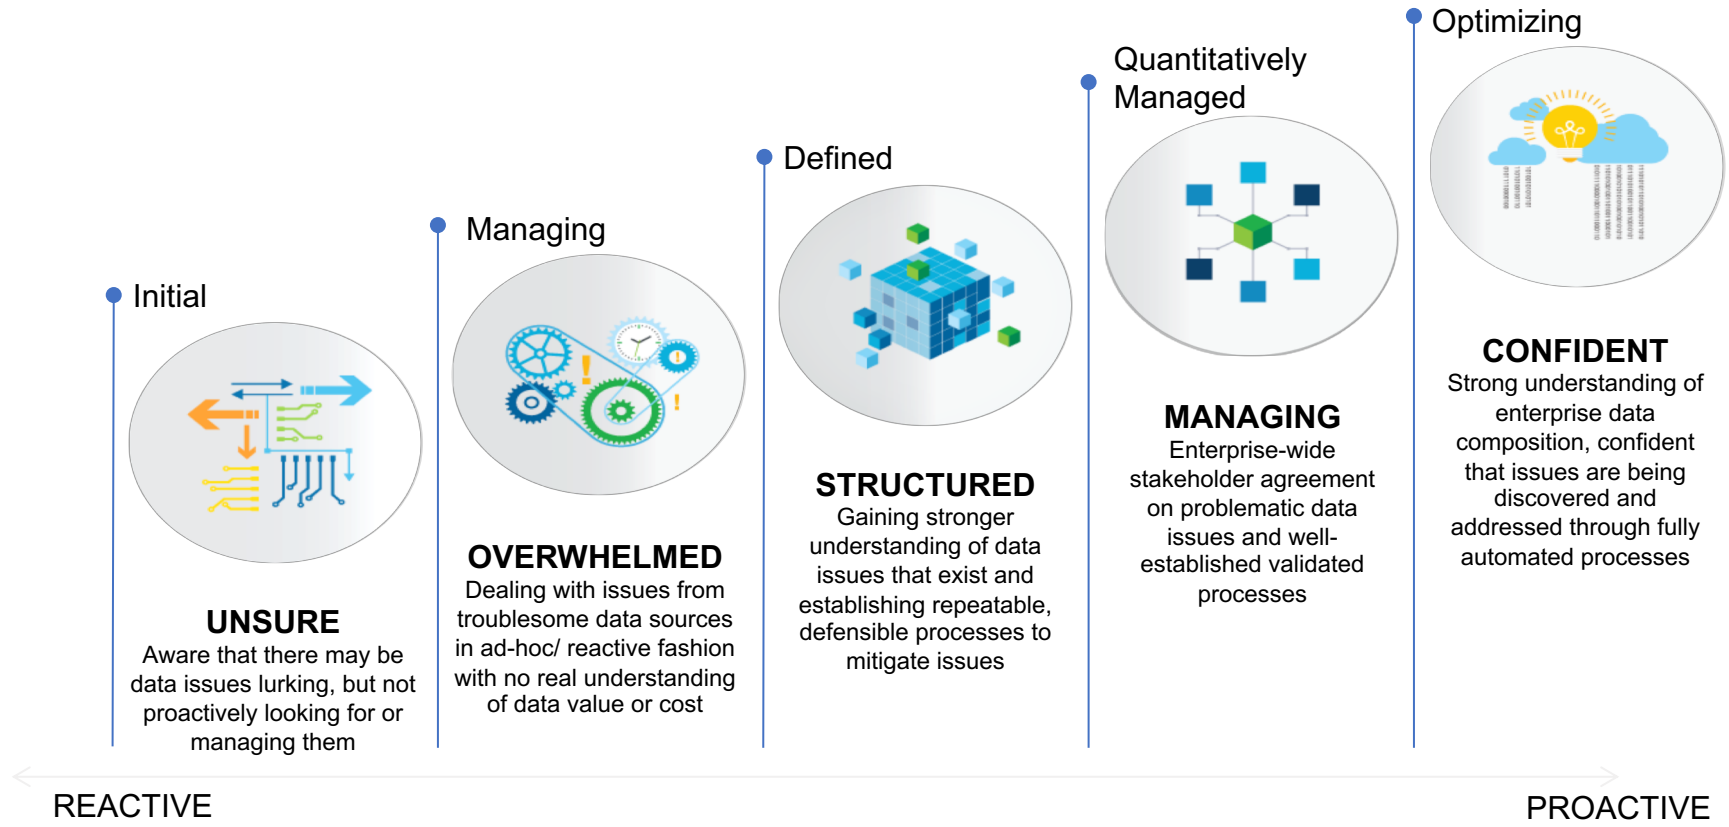 Initial
UNSURE
Aware that there may be
data issues lurking, but not
proactively looking for or
managing them
Managing
OVERWHELMED
Dealing with issues from
troublesome data sources
in ad-hoc/ reactive fashion
with no real understanding
of data value or cost
Defined
STRUCTURED
Gaining stronger
understanding of data
issues that exist and
establishing repeatable,
defensible processes to
mitigate issues
Quantitatively
Managed
MANAGING
Enterprise-wide
stakeholder agreement
on problematic data
issues and well-
established validated
processes
Optimizing
CONFIDENT
Strong understanding of
enterprise data
composition, confident
that issues are being
discovered and
addressed through fully
automated processes
REACTIVE
PROACTIVE